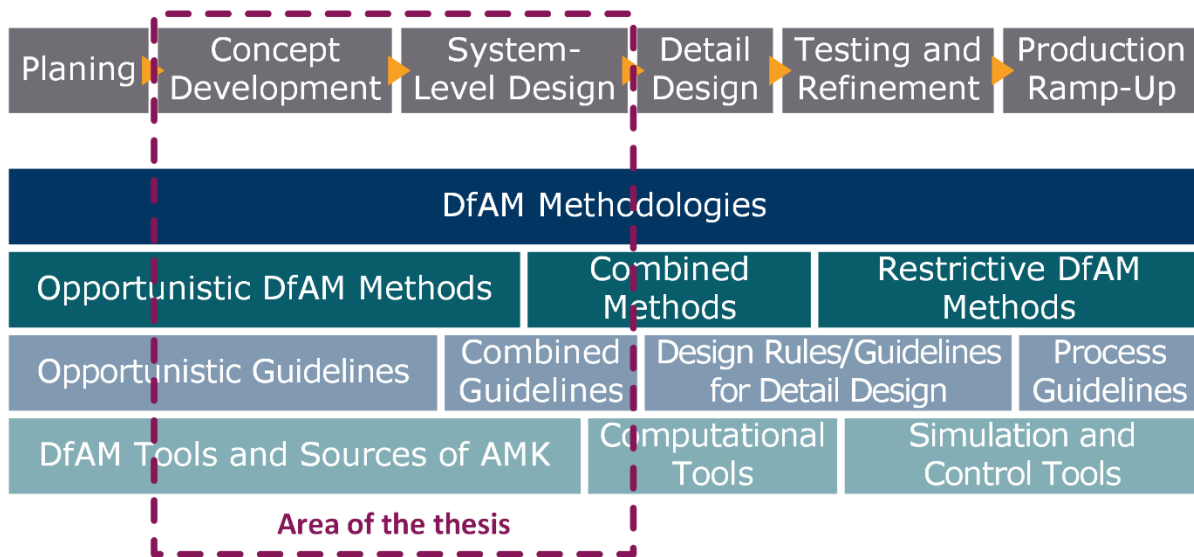 Planing
Concept
Development
System-
Level Design
Detail
Design
Testing and
Refinement
Production
Ramp-Up
DfAM Methodologies
Opportunistic DfAM Methods
Combined
Methods
Restrictive DfAM
Methods
Opportunistic Guidelines
Combined
Guidelines
Design Rules/Guidelines
for Detail Design
Process
Guidelines
DfAM Tools and Sources of AMK
Computational
Tools
Simulation and
Control Tools
Area of the thesis